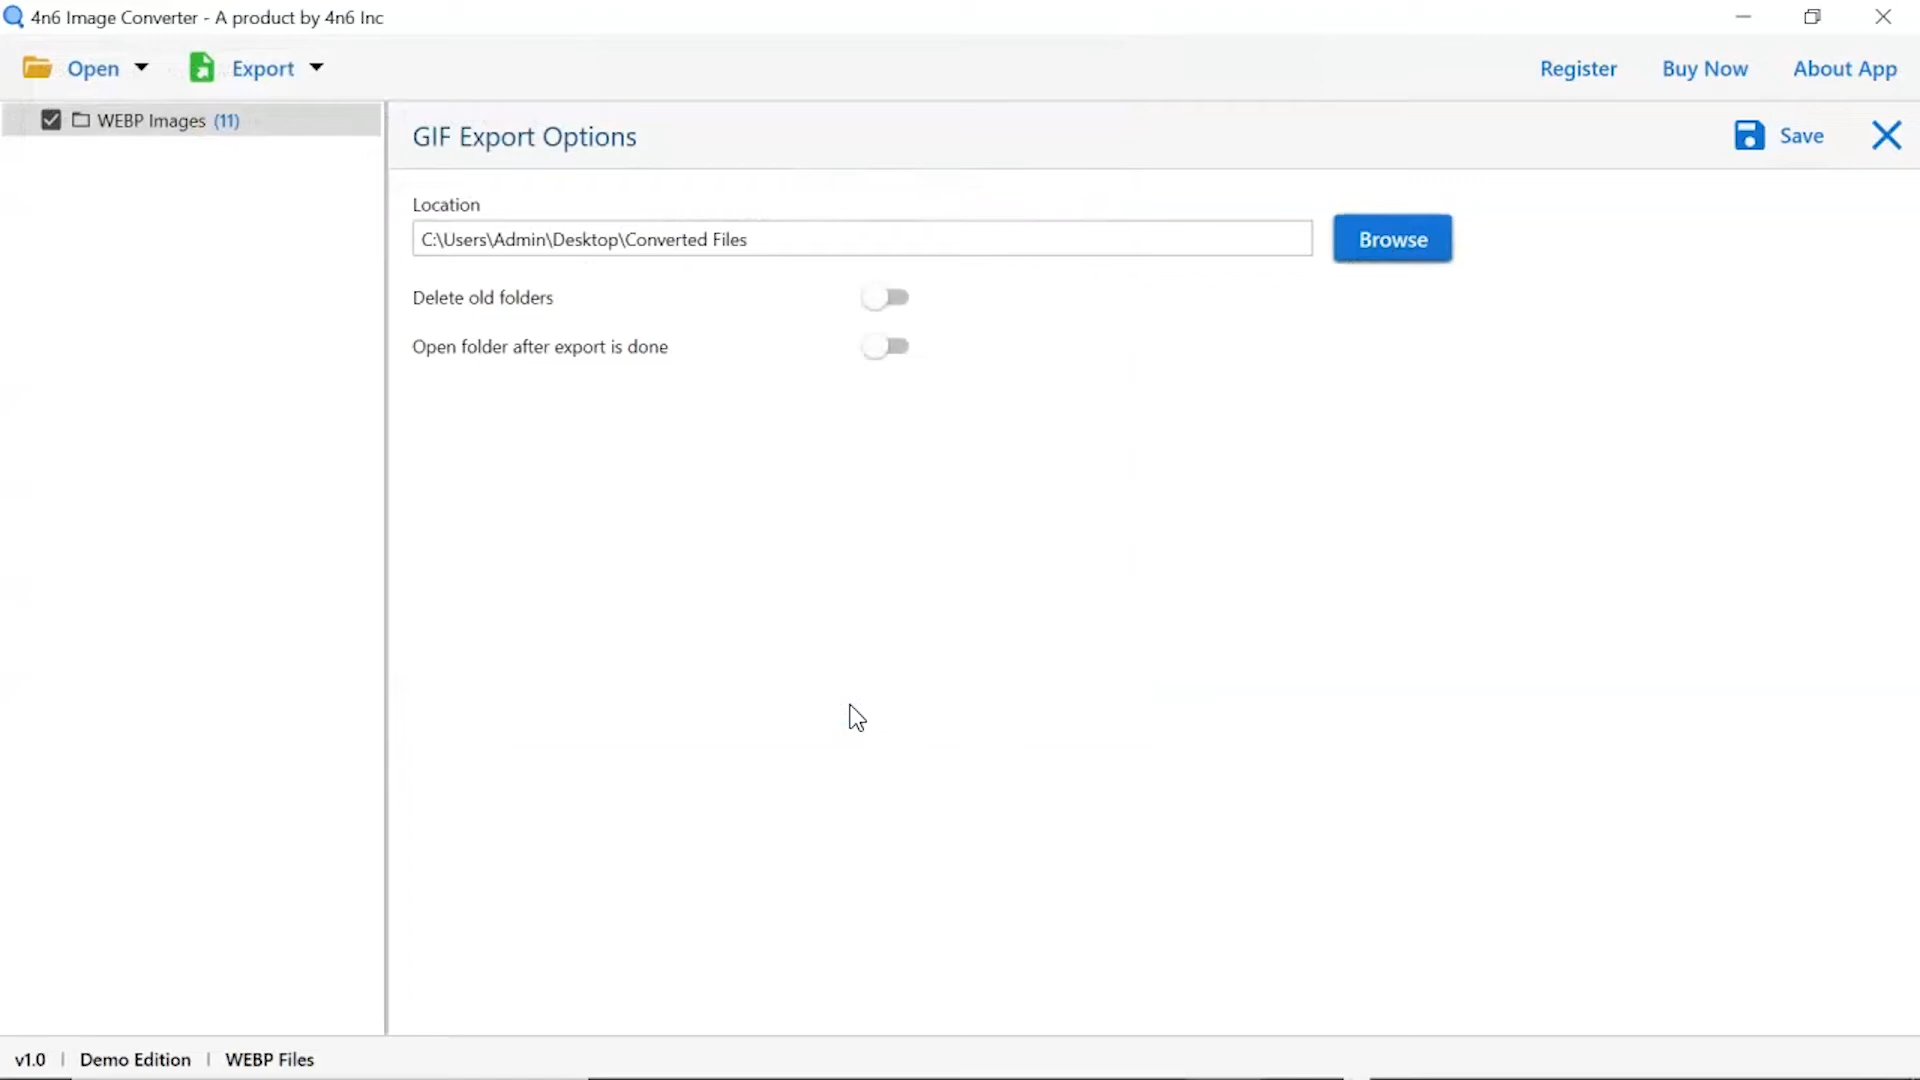 4n6 Image Converter - A product by 4n6 Inc
Open Export Register Buy Now About App
WEBP Images (11)
GIF Export Options Save
Location
C:\Users\Admin\Desktop\Converted Files Browse
Delete old folders
Open folder after export is done
v1.0 | Demo Edition | WEBP Files